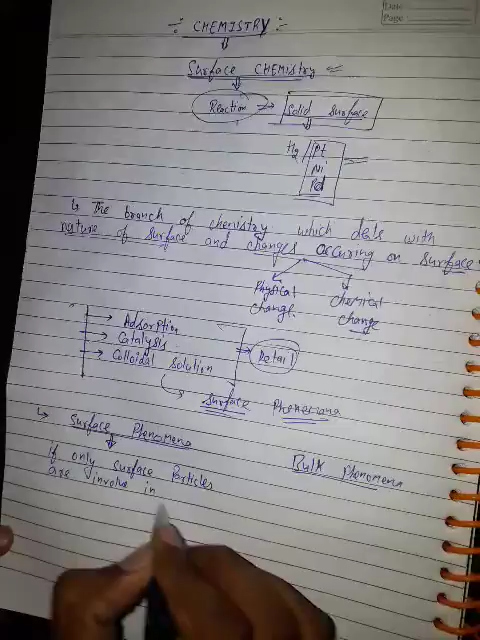 Date :
Page :
÷ CHEMISTRY ÷
Surface CHEMIstry
Reaction Solid Surface
H2 / Pt
Ni
Pd
↳ The branch of chemistry which dels with
nature of Surface and changes occuring on Surface
Physical change
Chemical change
→ Adsorption
→ Catalysis
→ Colloidal Solution
Detail
Surface Phenemana
↳ Surface Phenomena
Bulk Phenomena
if only surface Particles
are involve in